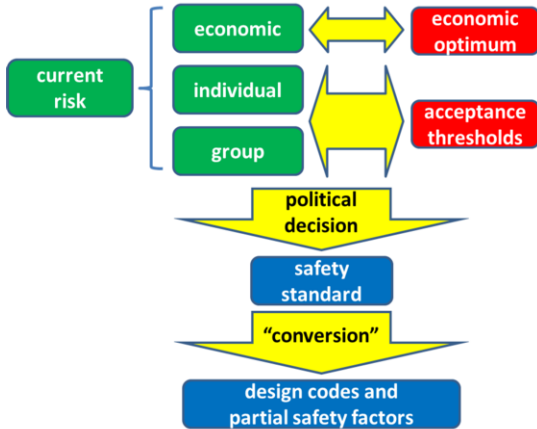 economic
economic
optimum
current
risk
individual
group
acceptance
thresholds
political
decision
safety
standard
“conversion”
design codes and
partial safety factors